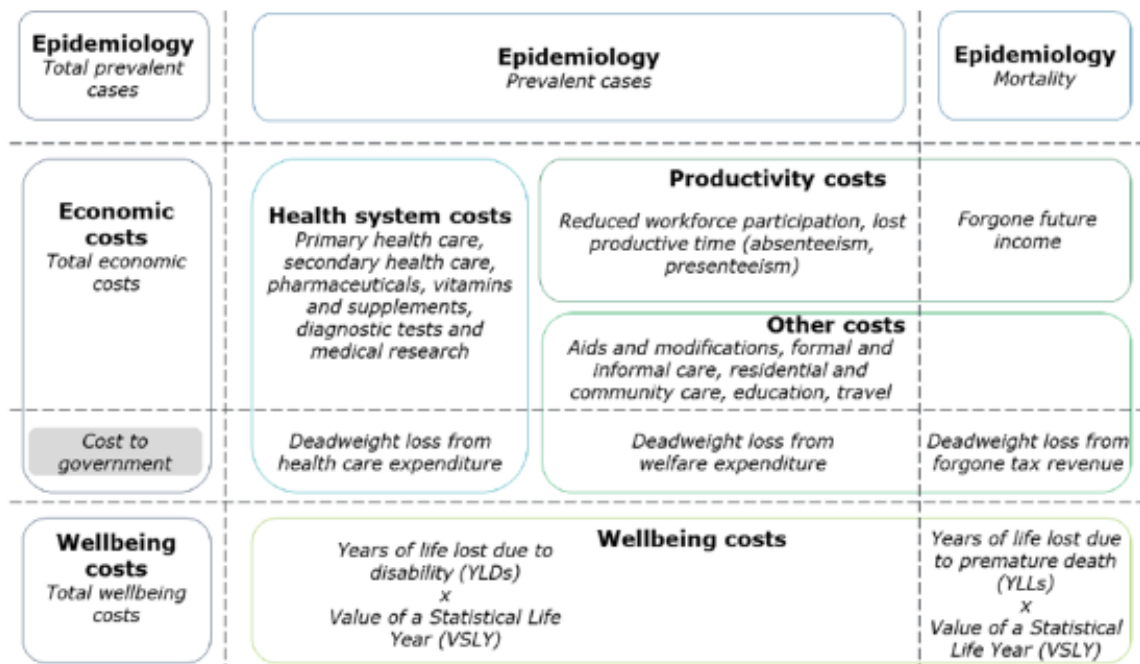 Epidemiology
Total prevalent
cases
Epidemiology
Prevalent cases
Epidemiology
Mortality
Economic
costs
Total economic
costs
Health system costs
Primary health care,
secondary health care,
pharmaceuticals, vitamins
and supplements,
diagnostic tests and
medical research
Productivity costs
Reduced workforce participation, lost
productive time (absenteeism,
presenteeism)
Forgone future
income
Other costs
Aids and modifications, formal and
informal care, residential and
community care, education, travel
Cost to
government
Deadweight loss from
health care expenditure
Deadweight loss from
welfare expenditure
Deadweight loss from
forgone tax revenue
Wellbeing
costs
Total wellbeing
costs
Wellbeing costs
Years of life lost due to
disability (YLDs)
x
Value of a Statistical Life
Year (VSLY)
Years of life lost due
to premature death
(YLLs)
x
Value of a Statistical
Life Year (VSLY)